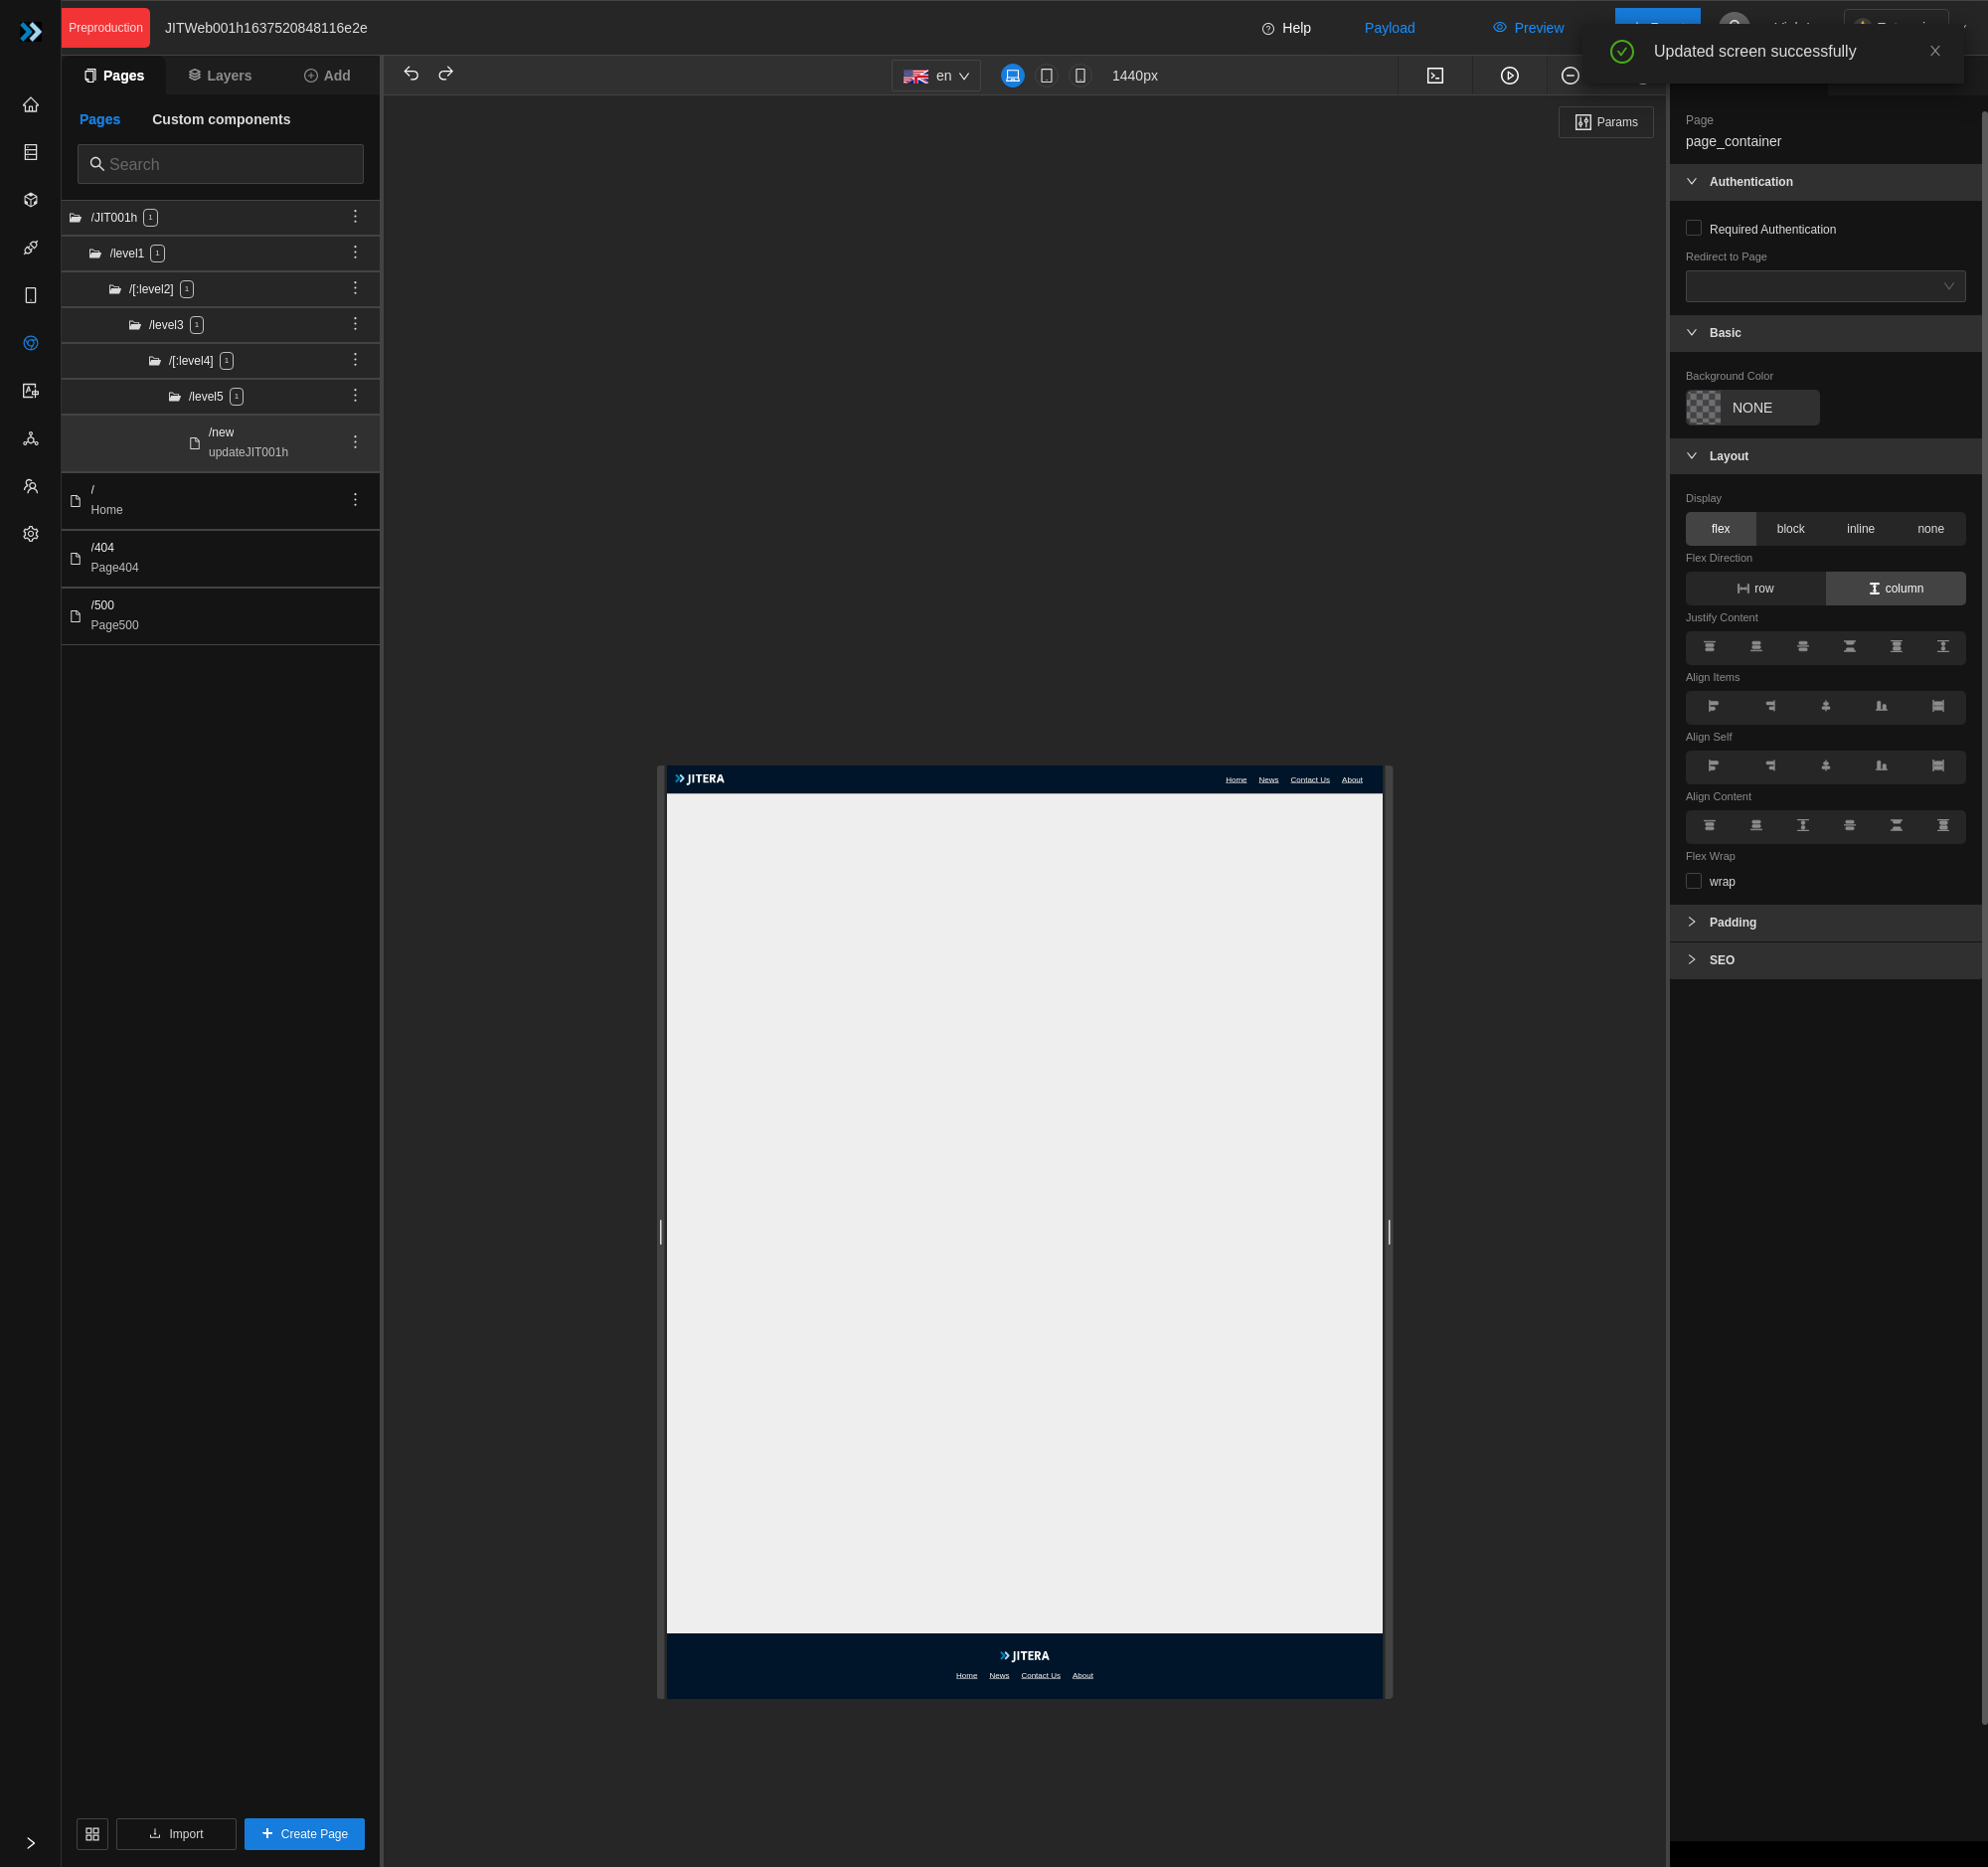 Preproduction
JITWeb001h1637520848116e2e
Help
Payload
Preview
Updated screen successfully
Pages
Layers
Add
en
1440px
Pages
Custom components
Search
Params
/JIT001h 1
/level1 1
/[:level2] 1
/level3 1
/[:level4] 1
/level5 1
/new
updateJIT001h
/
Home
/404
Page404
/500
Page500
Import
Create Page
JITERA
Home News Contact Us About
JITERA
Home News Contact Us About
Page
page_container
Authentication
Required Authentication
Redirect to Page
Basic
Background Color
NONE
Layout
Display
flex block inline none
Flex Direction
row column
Justify Content
Align Items
Align Self
Align Content
Flex Wrap
wrap
Padding
SEO